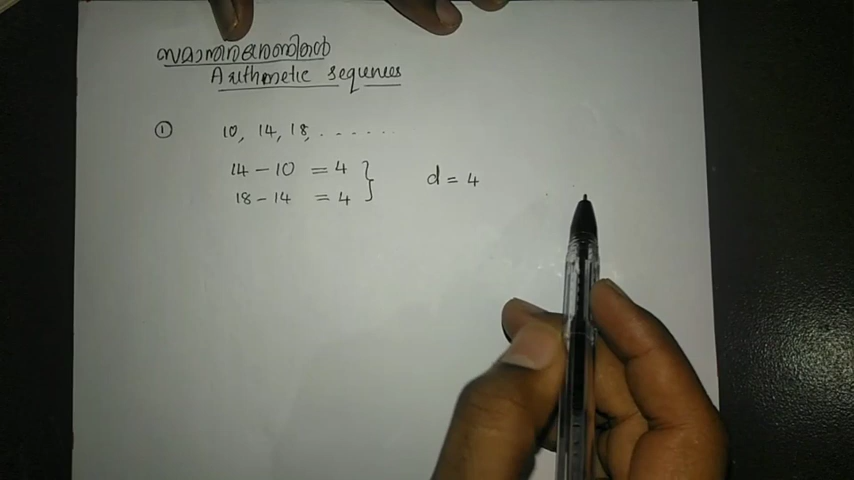 സമാന്തരശ്രേണികൾ
Arithmetic sequences
① 10, 14, 18, . . . . . .
14 – 10 = 4 }
18 – 14 = 4 } d = 4